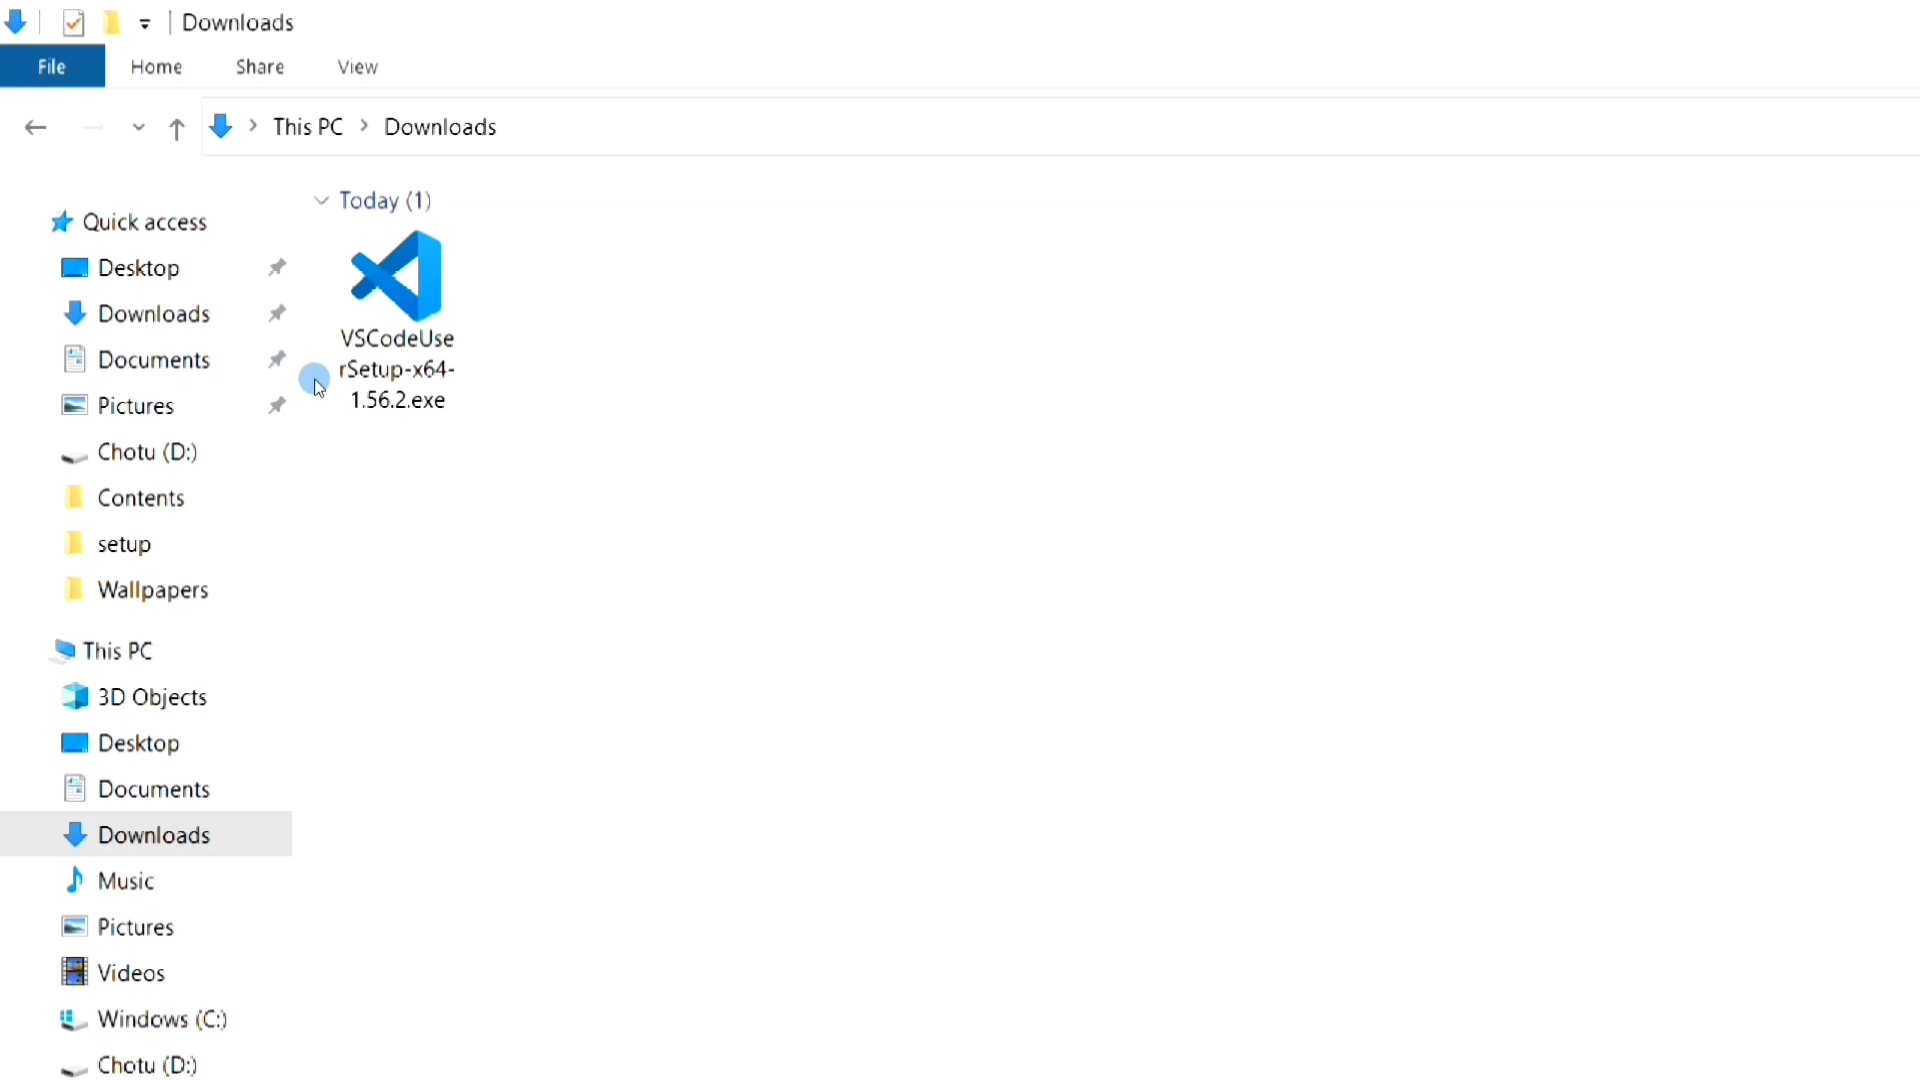 Downloads
File Home Share View
This PC Downloads
Today (1)
VSCodeUse
rSetup-x64-
1.56.2.exe
Quick access
Desktop
Downloads
Documents
Pictures
Chotu (D:)
Contents
setup
Wallpapers
This PC
3D Objects
Desktop
Documents
Downloads
Music
Pictures
Videos
Windows (C:)
Chotu (D:)